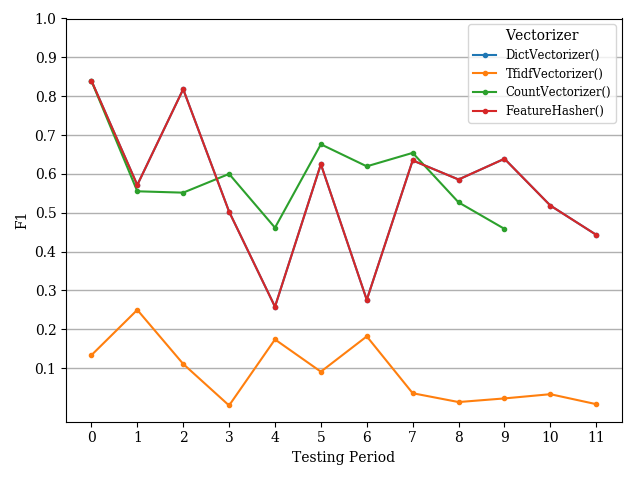 1.0
0.9
0.8
0.7
0.6
0.5
0.4
0.3
0.2
0.1
F1
Vectorizer
DictVectorizer()
TfidfVectorizer()
CountVectorizer()
FeatureHasher()
0 1 2 3 4 5 6 7 8 9 10 11
Testing Period